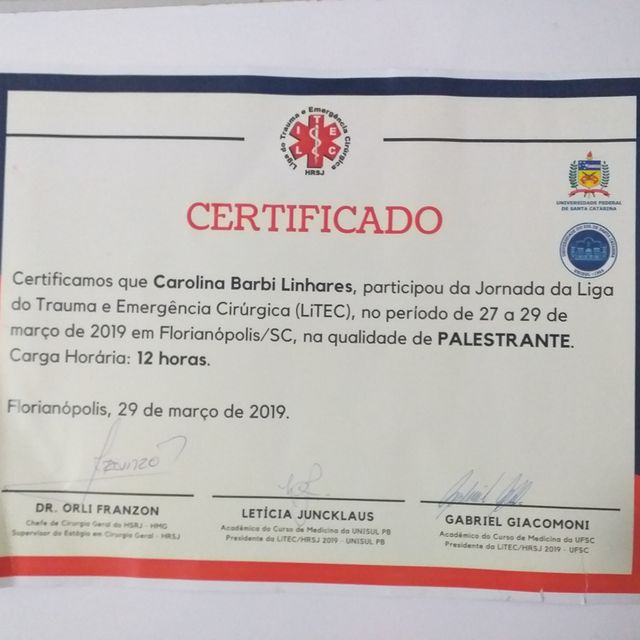 Liga do Trauma e Emergência Cirúrgica
LiTEC
HRSJ
UNIVERSIDADE FEDERAL
DE SANTA CATARINA
CERTIFICADO
Certificamos que Carolina Barbi Linhares, participou da Jornada da Liga
do Trauma e Emergência Cirúrgica (LiTEC), no período de 27 a 29 de
março de 2019 em Florianópolis/SC, na qualidade de PALESTRANTE.
Carga Horária: 12 horas.
Florianópolis, 29 de março de 2019.
DR. ORLI FRANZON
Chefe de Cirurgia Geral do HSRJ - HMG
Supervisor do Estágio em Cirurgia Geral - HRSJ
LETÍCIA JUNCKLAUS
Acadêmica do Curso de Medicina da UNISUL PB
Presidente da LiTEC/HRSJ 2019 - UNISUL PB
GABRIEL GIACOMONI
Acadêmico do Curso de Medicina da UFSC
Presidente da LiTEC/HRSJ 2019 - UFSC